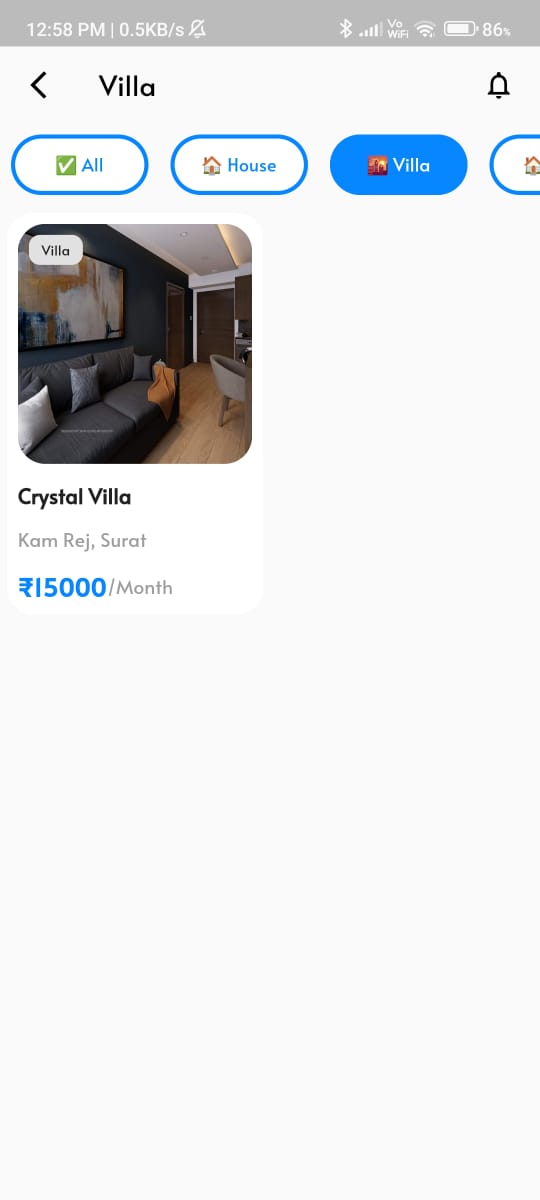 12:58 PM | 0.5KB/s
Vo
WiFi
86%
Villa
✅ All
🏠 House
🌇 Villa
🏠
Villa
Crystal Villa
Kam Rej, Surat
₹15000/Month